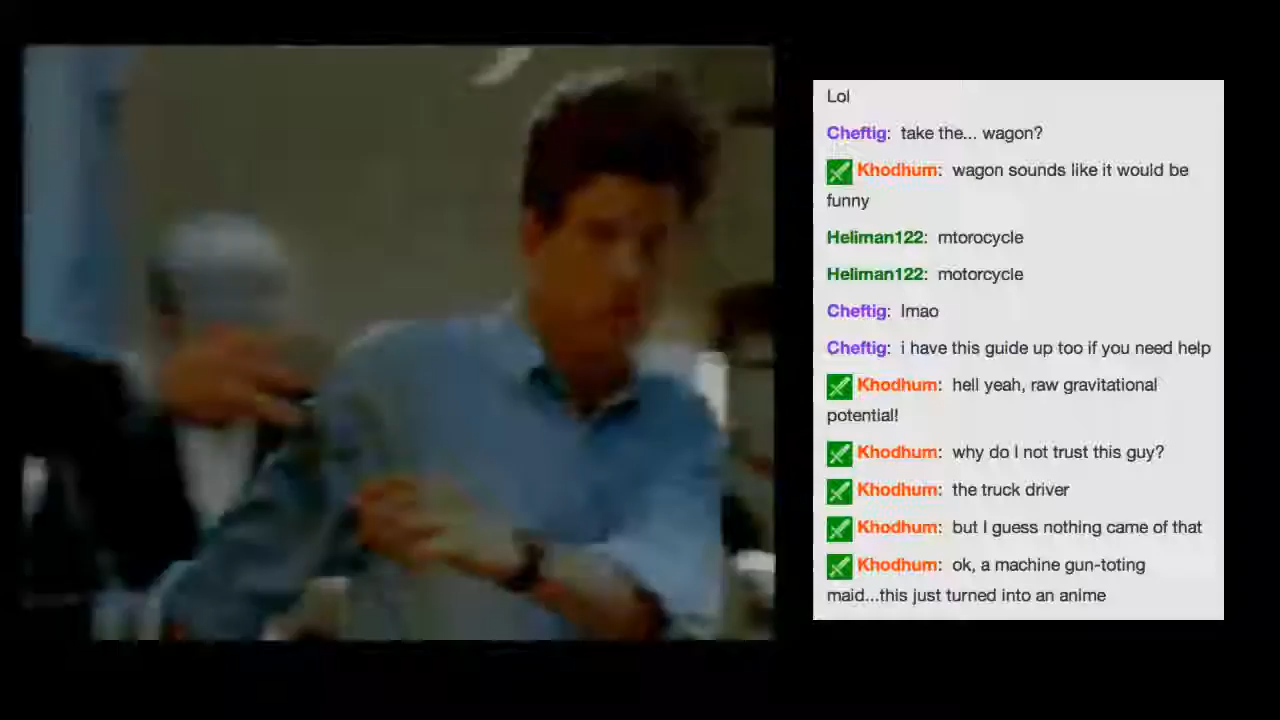 Lol
Cheftig: take the... wagon?
Khodhum: wagon sounds like it would be
funny
Heliman122: mtorocycle
Heliman122: motorcycle
Cheftig: lmao
Cheftig: i have this guide up too if you need help
Khodhum: hell yeah, raw gravitational
potential!
Khodhum: why do I not trust this guy?
Khodhum: the truck driver
Khodhum: but I guess nothing came of that
Khodhum: ok, a machine gun-toting
maid...this just turned into an anime